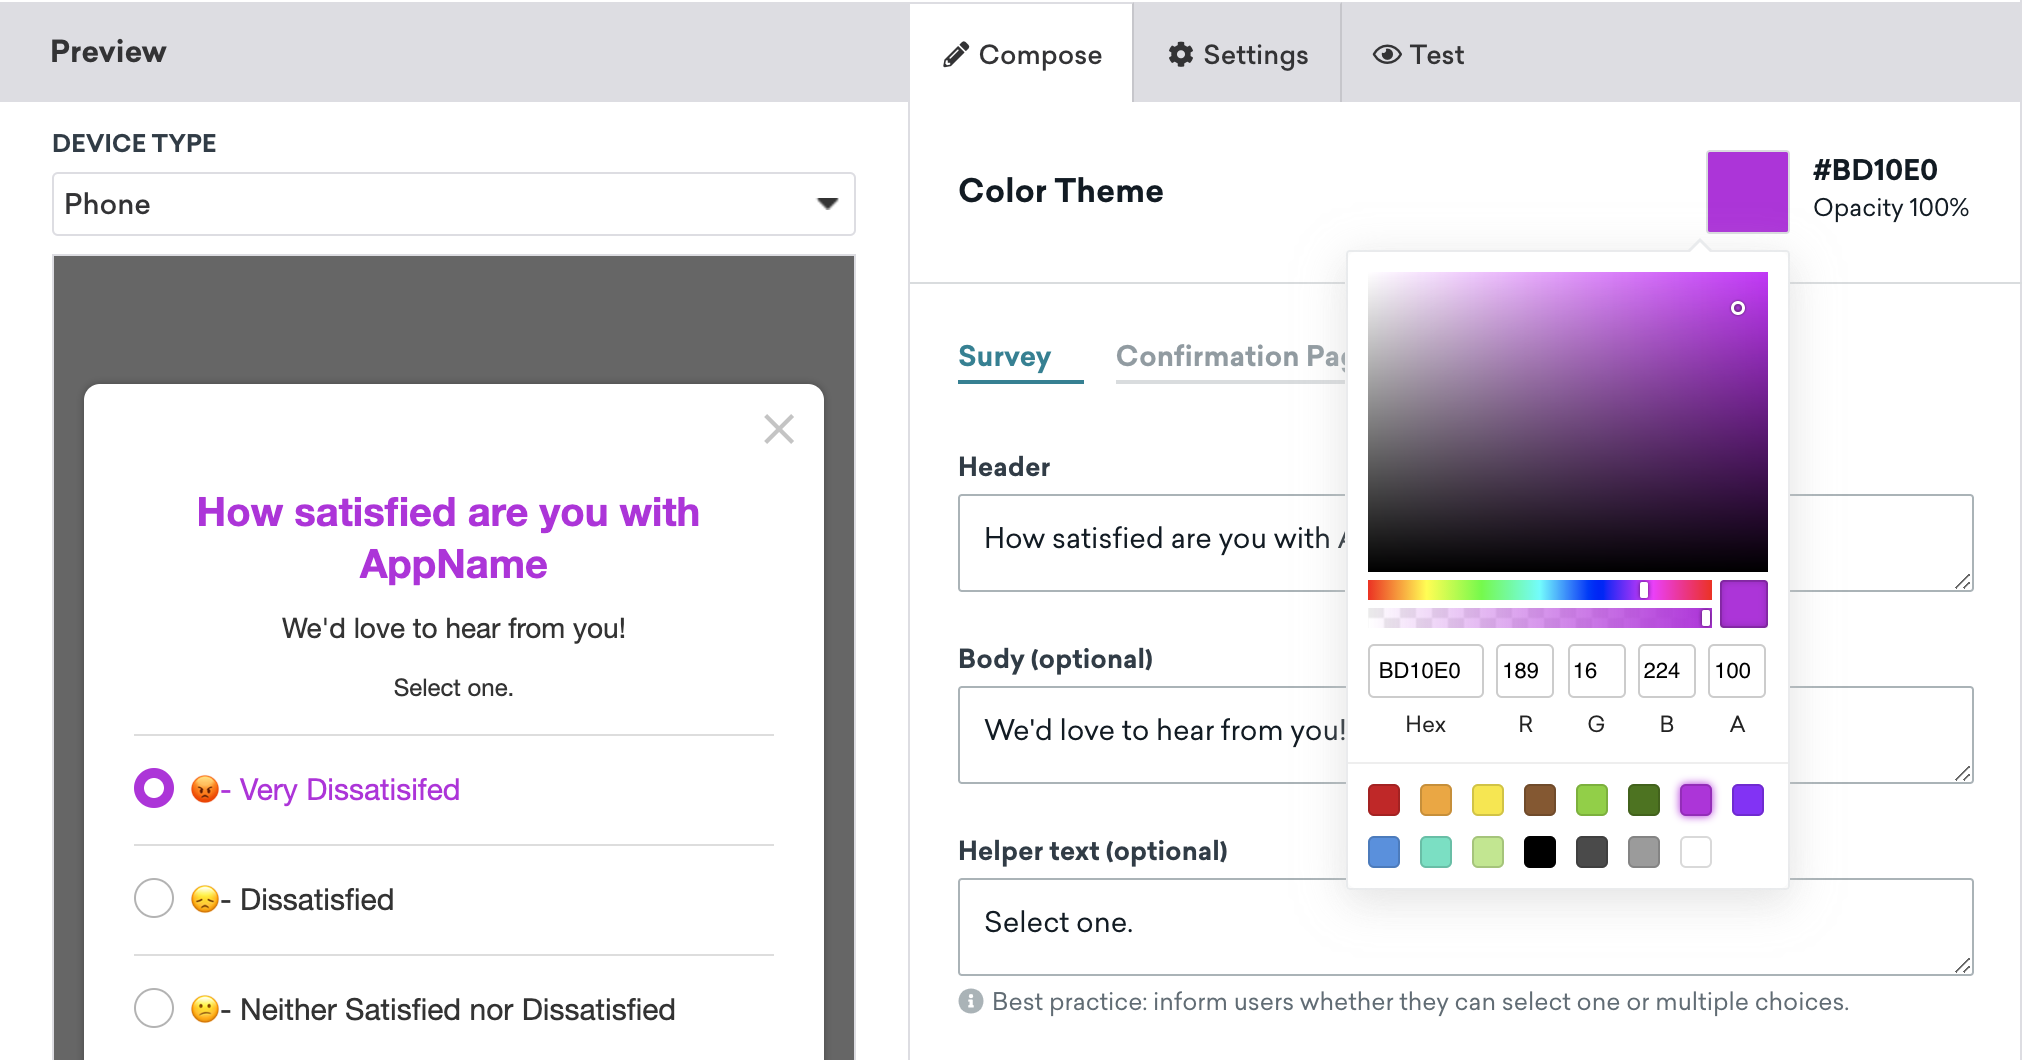 Preview
DEVICE TYPE
Phone
How satisfied are you with
AppName
We'd love to hear from you!
Select one.
- Very Dissatisifed
- Dissatisfied
- Neither Satisfied nor Dissatisfied
Compose
Settings
Test
Color Theme
#BD10E0
Opacity 100%
Survey
Confirmation Pag
Header
How satisfied are you with A
Body (optional)
We'd love to hear from you!
Helper text (optional)
Select one.
Best practice: inform users whether they can select one or multiple choices.
BD10E0 189 16 224 100
Hex R G B A